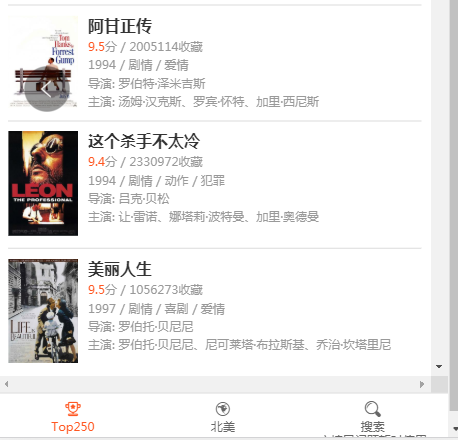 阿甘正传
9.5分 / 2005114收藏
1994 / 剧情 / 爱情
导演: 罗伯特·泽米吉斯
主演: 汤姆·汉克斯、罗宾·怀特、加里·西尼斯
Tom Hanks is Forrest Gump
这个杀手不太冷
9.4分 / 2330972收藏
1994 / 剧情 / 动作 / 犯罪
导演: 吕克·贝松
主演: 让·雷诺、娜塔莉·波特曼、加里·奥德曼
LEON
THE PROFESSIONAL
美丽人生
9.5分 / 1056273收藏
1997 / 剧情 / 喜剧 / 爱情
导演: 罗伯托·贝尼尼
主演: 罗伯托·贝尼尼、尼可莱塔·布拉斯基、乔治·坎塔里尼
LIFE IS
BEAUTIFUL
Top250
北美
搜索